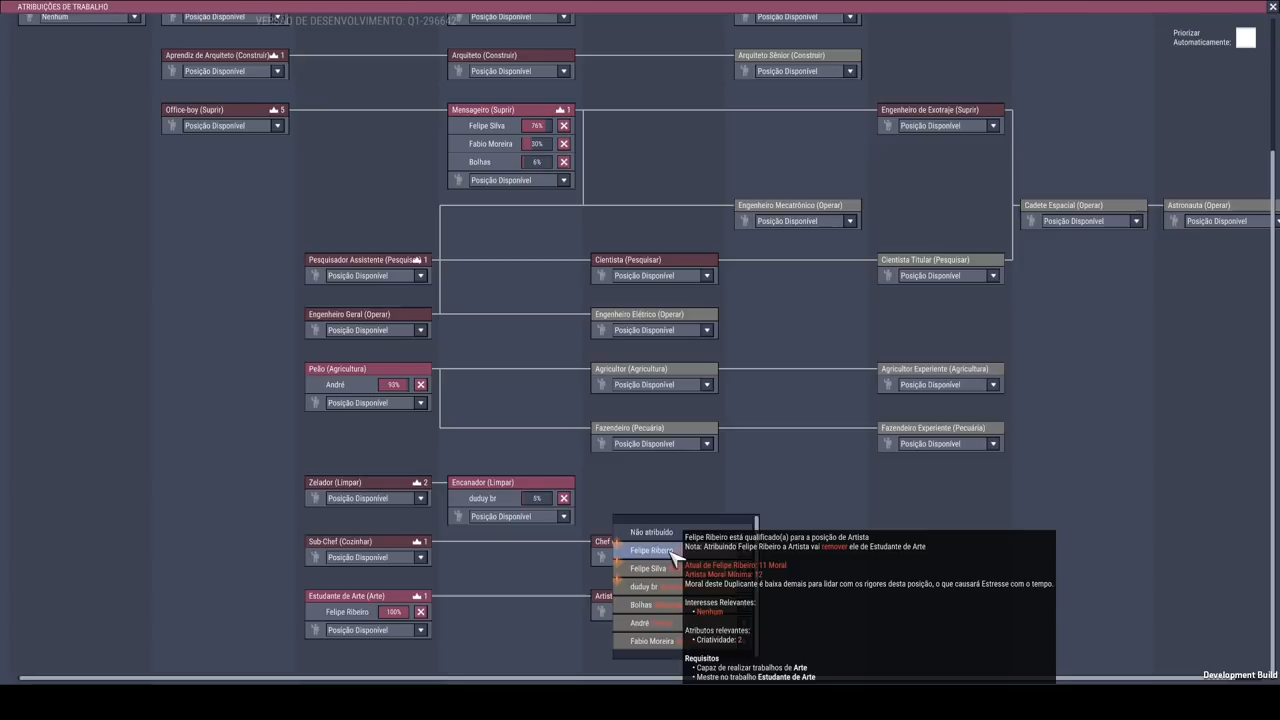 ATRIBUIÇÕES DE TRABALHO
VERSÃO DE DESENVOLVIMENTO: Q1-296642
Nenhum
Posição Disponível
Posição Disponível
Posição Disponível
Priorizar
Automaticamente:
Aprendiz de Arquiteto (Construir) 1
Posição Disponível
Arquiteto (Construir)
Posição Disponível
Arquiteto Sênior (Construir)
Posição Disponível
Office-boy (Suprir) 5
Posição Disponível
Mensageiro (Suprir) 1
Felipe Silva 76%
Fabio Moreira 30%
Bolhas 6%
Posição Disponível
Engenheiro de Exotraje (Suprir)
Posição Disponível
Engenheiro Mecatrônico (Operar)
Posição Disponível
Cadete Espacial (Operar)
Posição Disponível
Astronauta (Operar)
Posição Disponível
Pesquisador Assistente (Pesquisar) 1
Posição Disponível
Cientista (Pesquisar)
Posição Disponível
Cientista Titular (Pesquisar)
Posição Disponível
Engenheiro Geral (Operar)
Posição Disponível
Engenheiro Elétrico (Operar)
Posição Disponível
Peão (Agricultura)
André 93%
Posição Disponível
Agricultor (Agricultura)
Posição Disponível
Agricultor Experiente (Agricultura)
Posição Disponível
Fazendeiro (Pecuária)
Posição Disponível
Fazendeiro Experiente (Pecuária)
Posição Disponível
Zelador (Limpar) 2
Posição Disponível
Encanador (Limpar)
duduy br 5%
Posição Disponível
Sub-Chef (Cozinhar) 1
Posição Disponível
Chef
Estudante de Arte (Arte) 1
Felipe Ribeiro 100%
Posição Disponível
Artis
Não atribuído
Felipe Ribeiro
Felipe Silva
duduy br
Bolhas
André
Fabio Moreira
Felipe Ribeiro está qualificado(a) para a posição de Artista
Nota: Atribuindo Felipe Ribeiro a Artista vai remover ele de Estudante de Arte
Atual de Felipe Ribeiro: 11 Moral
Artista Moral Mínima: 12
Moral deste Duplicante é baixa demais para lidar com os rigores desta posição, o que causará Estresse com o tempo.
Interesses Relevantes:
• Nenhum
Atributos relevantes:
• Criatividade: 2
Requisitos
• Capaz de realizar trabalhos de Arte
• Mestre no trabalho Estudante de Arte
Development Build